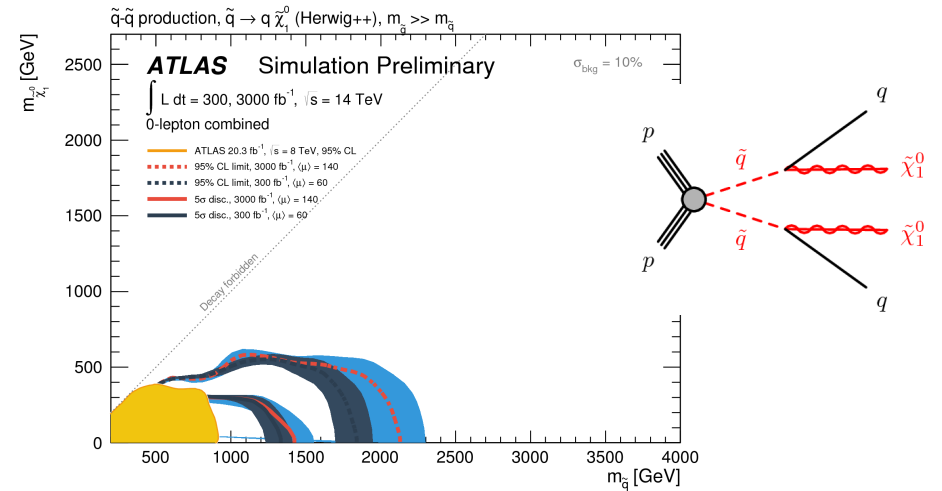 q̃-q̃ production, q̃ → q χ̃₁⁰ (Herwig++), m_g̃ >> m_q̃
m_χ̃₁⁰ [GeV]
ATLAS Simulation Preliminary
σ_bkg = 10%
∫ L dt = 300, 3000 fb⁻¹, √s = 14 TeV
0-lepton combined
ATLAS 20.3 fb⁻¹, √s = 8 TeV, 95% CL
95% CL limit, 3000 fb⁻¹, ⟨μ⟩ = 140
95% CL limit, 300 fb⁻¹, ⟨μ⟩ = 60
5σ disc., 3000 fb⁻¹, ⟨μ⟩ = 140
5σ disc., 300 fb⁻¹, ⟨μ⟩ = 60
Decay forbidden
2500
2000
1500
1000
500
0
500 1000 1500 2000 2500 3000 3500 4000
m_q̃ [GeV]
q
p
q̃
χ̃₁⁰
q̃
χ̃₁⁰
p
q